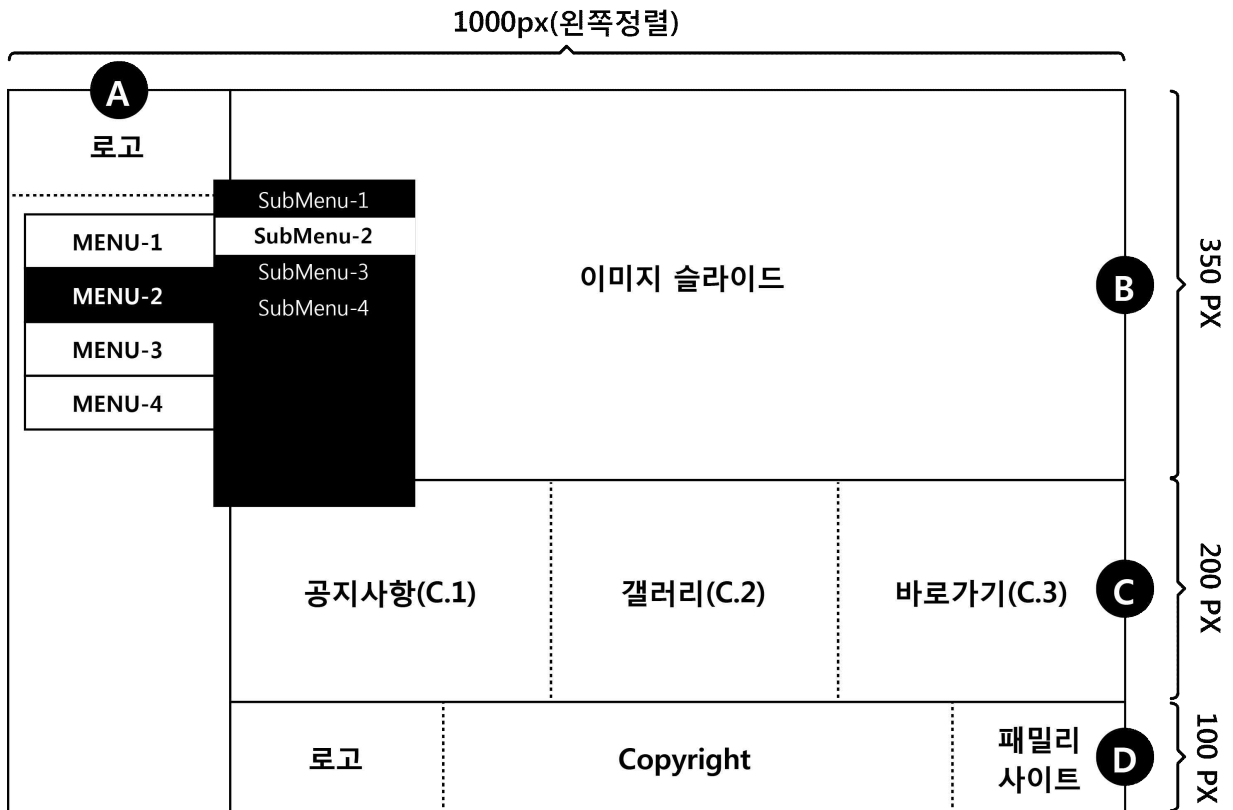 1000px(왼쪽정렬)
A
로고
SubMenu-1
SubMenu-2
SubMenu-3
SubMenu-4
MENU-1
MENU-2
MENU-3
MENU-4
이미지 슬라이드
B
350 PX
공지사항(C.1)
갤러리(C.2)
바로가기(C.3)
C
200 PX
로고
Copyright
패밀리
사이트
D
100 PX